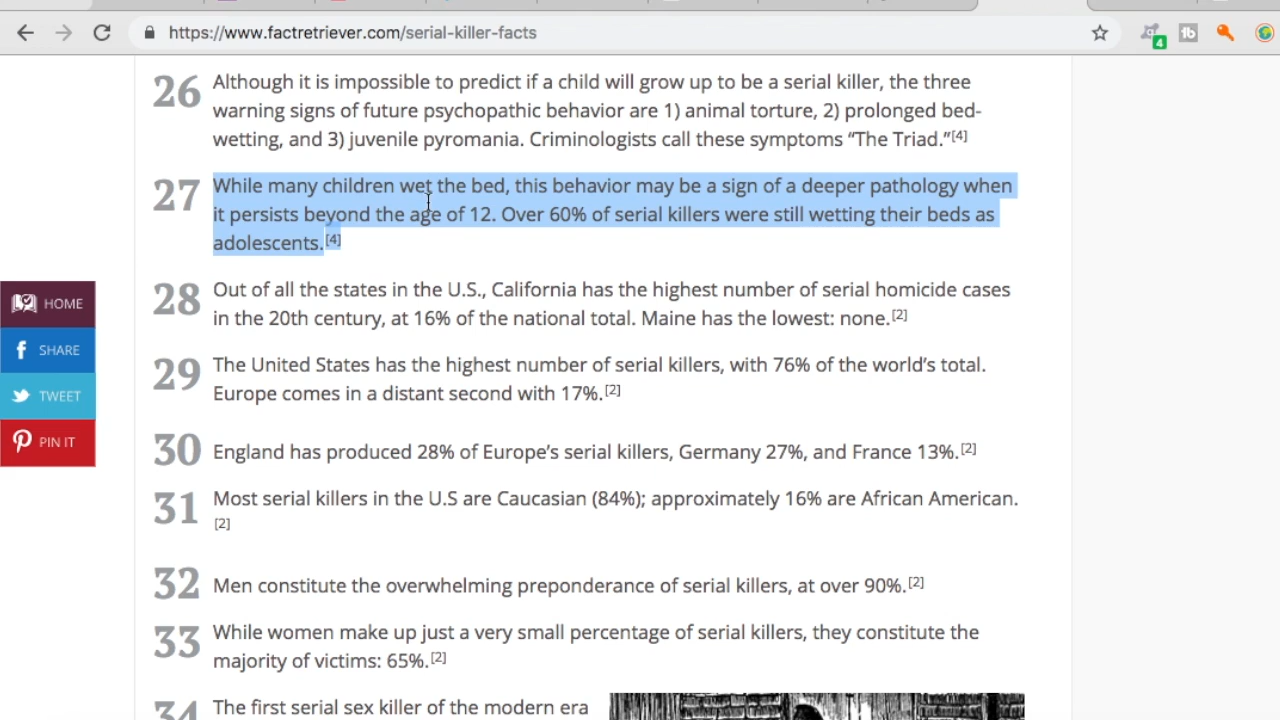 https://www.factretriever.com/serial-killer-facts
4
1b
26 Although it is impossible to predict if a child will grow up to be a serial killer, the three
warning signs of future psychopathic behavior are 1) animal torture, 2) prolonged bed-
wetting, and 3) juvenile pyromania. Criminologists call these symptoms “The Triad.”[4]
27 While many children wet the bed, this behavior may be a sign of a deeper pathology when
it persists beyond the age of 12. Over 60% of serial killers were still wetting their beds as
adolescents.[4]
28 Out of all the states in the U.S., California has the highest number of serial homicide cases
in the 20th century, at 16% of the national total. Maine has the lowest: none.[2]
HOME
SHARE
TWEET
PIN IT
29 The United States has the highest number of serial killers, with 76% of the world’s total.
Europe comes in a distant second with 17%.[2]
30 England has produced 28% of Europe’s serial killers, Germany 27%, and France 13%.[2]
31 Most serial killers in the U.S are Caucasian (84%); approximately 16% are African American.
[2]
32 Men constitute the overwhelming preponderance of serial killers, at over 90%.[2]
33 While women make up just a very small percentage of serial killers, they constitute the
majority of victims: 65%.[2]
34 The first serial sex killer of the modern era